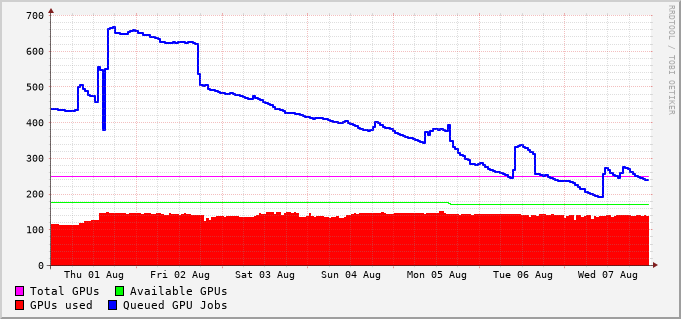 700
600
500
400
300
200
100
0
Thu 01 Aug Fri 02 Aug Sat 03 Aug Sun 04 Aug Mon 05 Aug Tue 06 Aug Wed 07 Aug
Total GPUs Available GPUs
GPUs used Queued GPU Jobs
RRDTOOL / TOBI OETIKER